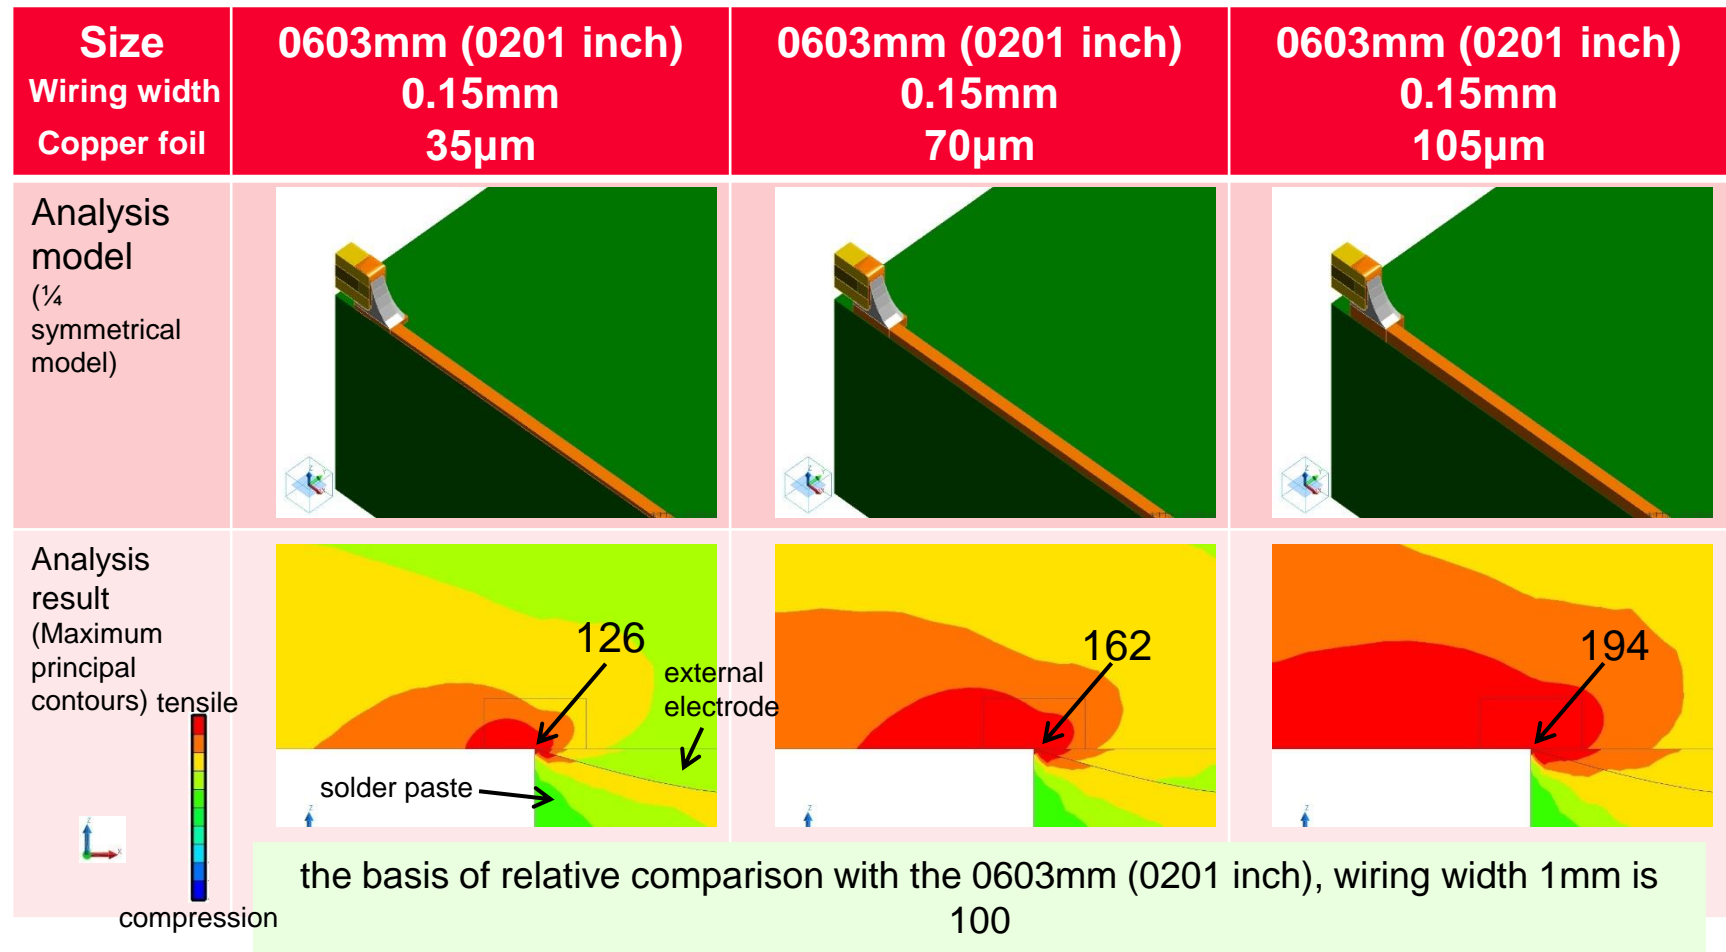 Size
Wiring width
Copper foil
0603mm (0201 inch)
0.15mm
35μm
0603mm (0201 inch)
0.15mm
70μm
0603mm (0201 inch)
0.15mm
105μm
Analysis
model
(¼
symmetrical
model)
Analysis
result
(Maximum
principal
contours)
tensile
compression
126
external
electrode
solder paste
162
194
the basis of relative comparison with the 0603mm (0201 inch), wiring width 1mm is
100